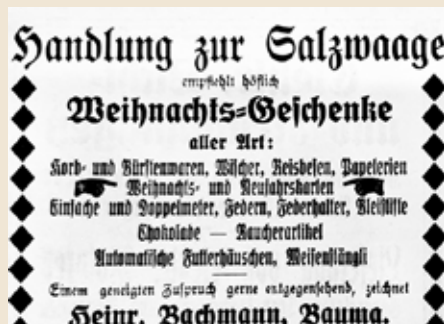 Handlung zur Salzwaage
empfiehlt höflich
Weihnachts-Geschenke
aller Art:
Korb- und Bürstenwaren, Wischer, Reisbesen, Papeterien
Weihnachts- und Neujahrskarten
Einfache und Doppelmeter, Federn, Federhalter, Bleistifte
Chokolade — Raucherartikel
Automatische Futterhäuschen, Meisenstängli
Einem geneigten Zuspruch gerne entgegensehend, zeichnet
Heinr. Bachmann, Bauma.